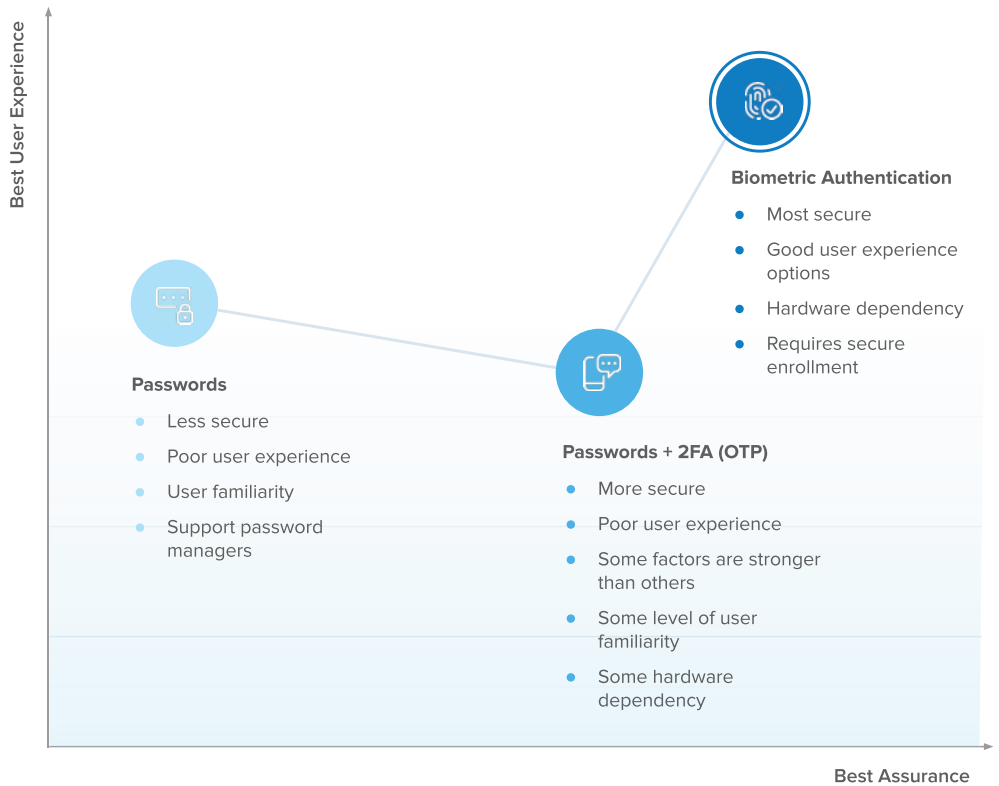 Best User Experience
Passwords
Less secure
Poor user experience
User familiarity
Support password
managers
Passwords + 2FA (OTP)
More secure
Poor user experience
Some factors are stronger
than others
Some level of user
familiarity
Some hardware
dependency
Biometric Authentication
Most secure
Good user experience
options
Hardware dependency
Requires secure
enrollment
Best Assurance